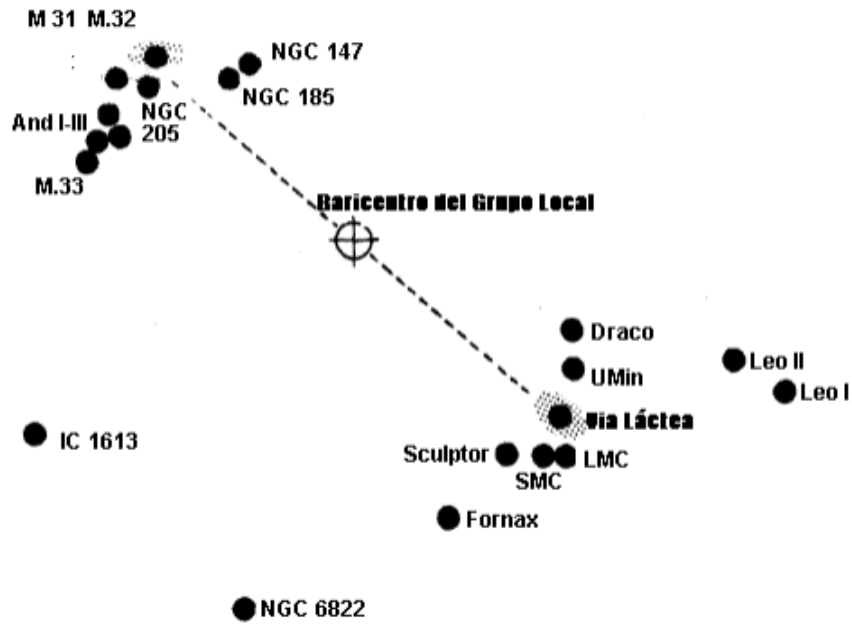 M 31 M.32
NGC 147
NGC 185
NGC
205
And I-III
M.33
Baricentro del Grupo Local
Draco
UMin
Leo II
Leo I
Via Láctea
IC 1613
Sculptor
SMC
LMC
Fornax
NGC 6822